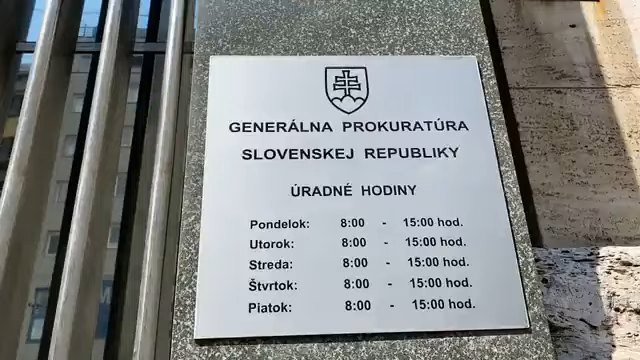 GENERÁLNA PROKURATÚRA
SLOVENSKEJ REPUBLIKY
ÚRADNÉ HODINY
Pondelok: 8:00 - 15:00 hod.
Utorok: 8:00 - 15:00 hod.
Streda: 8:00 - 15:00 hod.
Štvrtok: 8:00 - 15:00 hod.
Piatok: 8:00 - 15:00 hod.